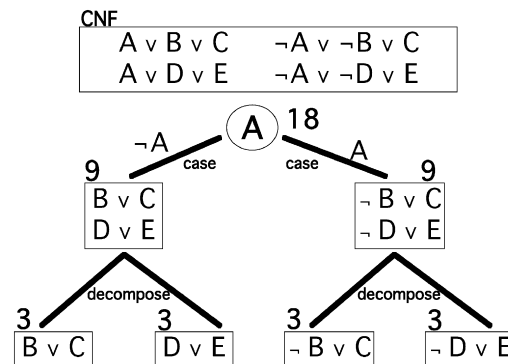 CNF
A ∨ B ∨ C ¬A ∨ ¬B ∨ C
A ∨ D ∨ E ¬A ∨ ¬D ∨ E
A 18
¬A case case A
9 9
B ∨ C ¬ B ∨ C
D ∨ E ¬ D ∨ E
decompose decompose
3 3 3 3
B ∨ C D ∨ E ¬ B ∨ C ¬ D ∨ E